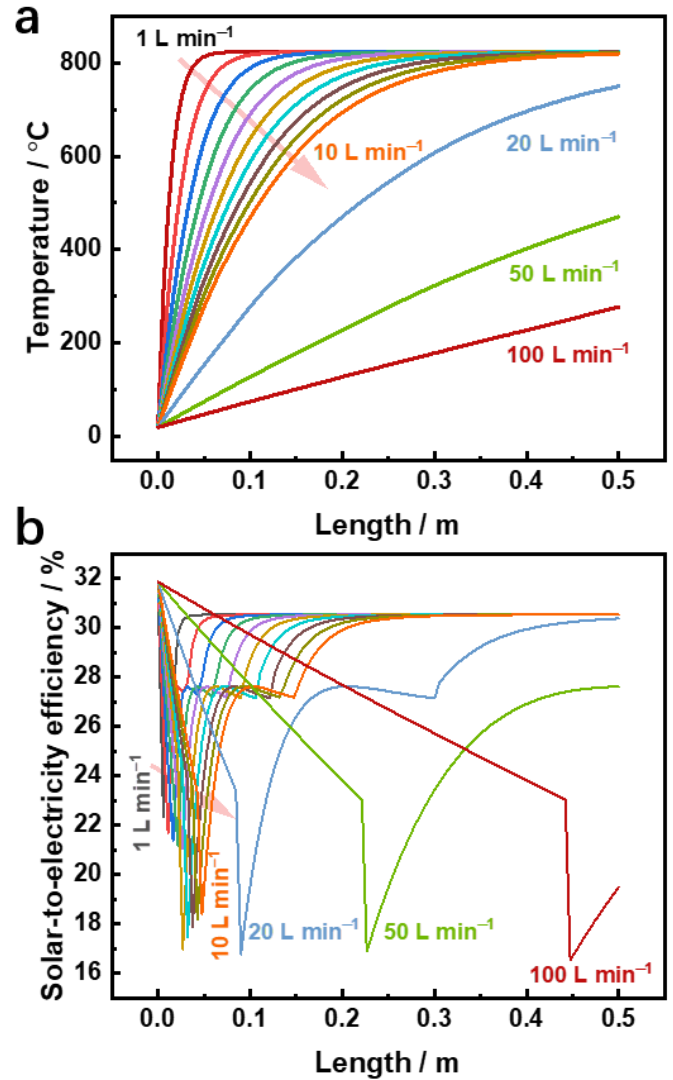 a
1 L min⁻¹
10 L min⁻¹
20 L min⁻¹
50 L min⁻¹
100 L min⁻¹
Temperature / °C
800
600
400
200
0
0.0 0.1 0.2 0.3 0.4 0.5
Length / m
b
Solar-to-electricity efficiency / %
32
30
28
26
24
22
20
18
16
1 L min⁻¹
10 L min⁻¹
20 L min⁻¹
50 L min⁻¹
100 L min⁻¹
0.0 0.1 0.2 0.3 0.4 0.5
Length / m